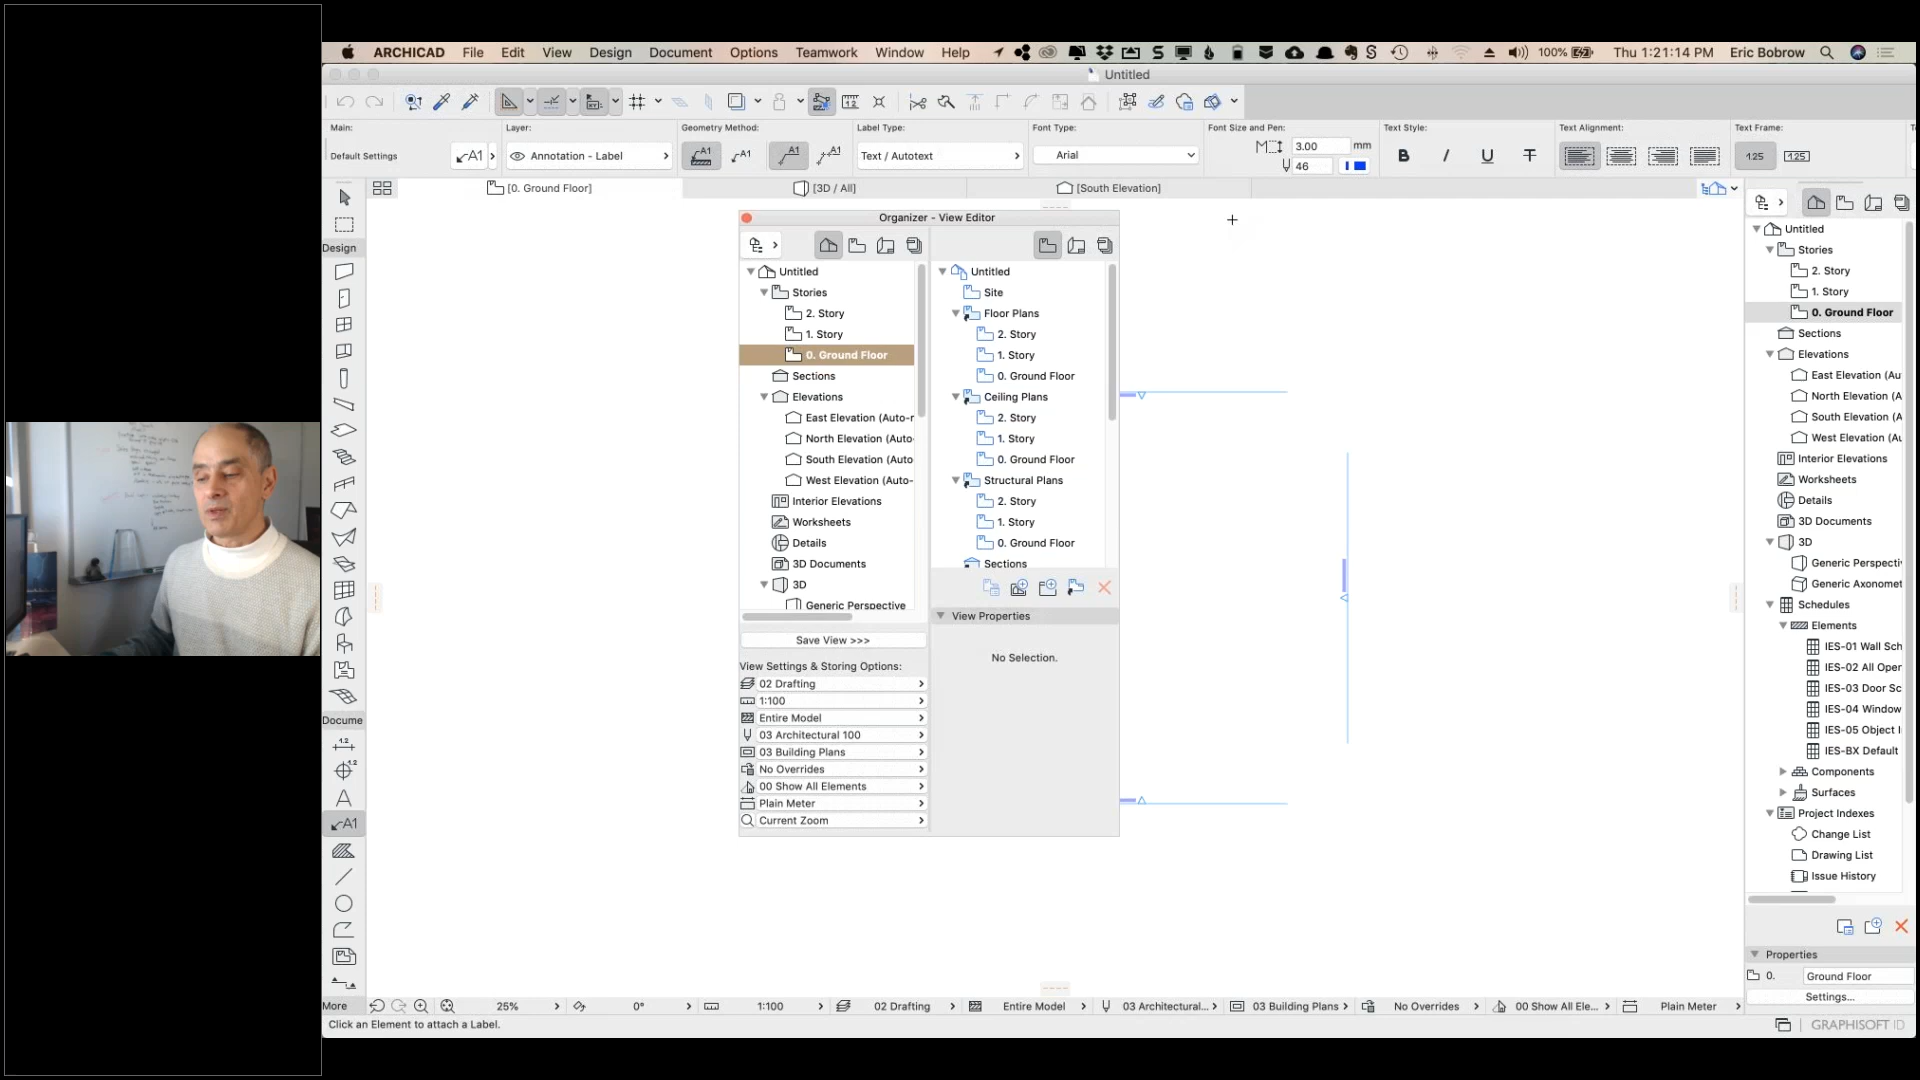 ARCHICAD File Edit View Design Document Options Teamwork Window Help 100% Thu 1:21:14 PM Eric Bobrow
Untitled
Main: Layer: Geometry Method: Label Type: Font Type: Font Size and Pen: Text Style: Text Alignment: Text Frame:
Default Settings A1 Annotation - Label Text / Autotext Arial 3.00 mm
46
B I U T
[0. Ground Floor] [3D / All] [South Elevation]
Design
Docume
More
Organizer - View Editor
Untitled
Stories
2. Story
1. Story
0. Ground Floor
Sections
Elevations
East Elevation (Auto-r
North Elevation (Auto-
South Elevation (Auto
West Elevation (Auto-
Interior Elevations
Worksheets
Details
3D Documents
3D
Generic Perspective
Save View >>>
View Settings & Storing Options:
02 Drafting
1:100
Entire Model
03 Architectural 100
03 Building Plans
No Overrides
00 Show All Elements
Plain Meter
Current Zoom
Untitled
Site
Floor Plans
2. Story
1. Story
0. Ground Floor
Ceiling Plans
2. Story
1. Story
0. Ground Floor
Structural Plans
2. Story
1. Story
0. Ground Floor
Sections
View Properties
No Selection.
Untitled
Stories
2. Story
1. Story
0. Ground Floor
Sections
Elevations
East Elevation (Au
North Elevation (A
South Elevation (A
West Elevation (Au
Interior Elevations
Worksheets
Details
3D Documents
3D
Generic Perspecti
Generic Axonomet
Schedules
Elements
IES-01 Wall Sch
IES-02 All Open
IES-03 Door Sc
IES-04 Window
IES-05 Object I
IES-BX Default
Components
Surfaces
Project Indexes
Change List
Drawing List
Issue History
Properties
0. Ground Floor
Settings...
25% 0° 1:100 02 Drafting Entire Model 03 Architectural... 03 Building Plans No Overrides 00 Show All Ele... Plain Meter
Click an Element to attach a Label.
GRAPHISOFT ID